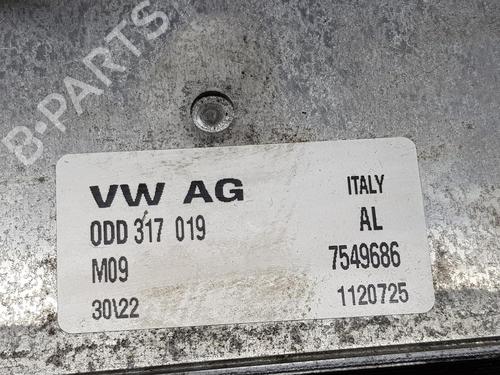 B-PARTS
VW AG ITALY
0DD 317 019 AL
M09 7549686
30\22 1120725